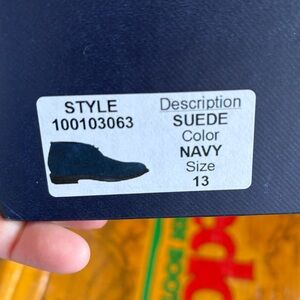 STYLE
100103063
Description
SUEDE
Color
NAVY
Size
13